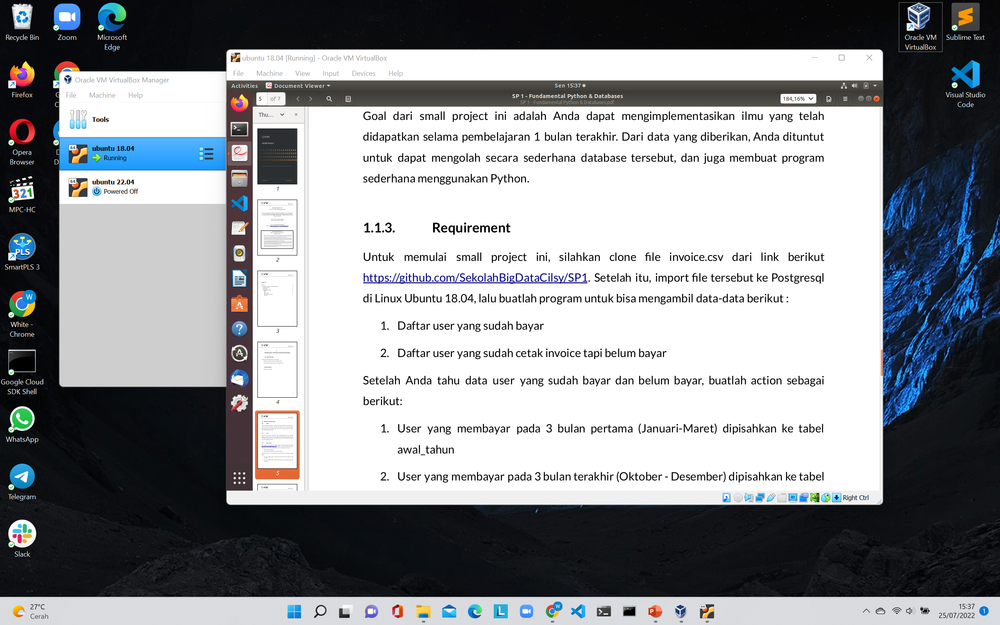 Recycle Bin
Zoom
Microsoft Edge
Firefox
Opera Browser
MPC-HC
SmartPLS 3
White - Chrome
Google Cloud SDK Shell
WhatsApp
Telegram
Slack
Oracle VM VirtualBox
Sublime Text
Visual Studio Code
Oracle VM VirtualBox Manager
File Machine Help
Tools
64 ubuntu 18.04
Running
64 ubuntu 22.04
Powered Off
ubuntu 18.04 [Running] - Oracle VM VirtualBox
File Machine View Input Devices Help
Activities Document Viewer Sen 15:37
5 of 7
SP 1 - Fundamental Python & Databases
SP 1 - Fundamental Python & Databases.pdf
184,16%
Thu...
Small Project
1
2
3
4
5
Goal dari small project ini adalah Anda dapat mengimplementasikan ilmu yang telah
didapatkan selama pembelajaran 1 bulan terakhir. Dari data yang diberikan, Anda dituntut
untuk dapat mengolah secara sederhana database tersebut, dan juga membuat program
sederhana menggunakan Python.
1.1.3. Requirement
Untuk memulai small project ini, silahkan clone file invoice.csv dari link berikut
https://github.com/SekolahBigDataCilsy/SP1. Setelah itu, import file tersebut ke Postgresql
di Linux Ubuntu 18.04, lalu buatlah program untuk bisa mengambil data-data berikut :
1. Daftar user yang sudah bayar
2. Daftar user yang sudah cetak invoice tapi belum bayar
Setelah Anda tahu data user yang sudah bayar dan belum bayar, buatlah action sebagai
berikut:
1. User yang membayar pada 3 bulan pertama (Januari-Maret) dipisahkan ke tabel
awal_tahun
2. User yang membayar pada 3 bulan terakhir (Oktober - Desember) dipisahkan ke tabel
Right Ctrl
27°C
Cerah
15:37
25/07/2022
1